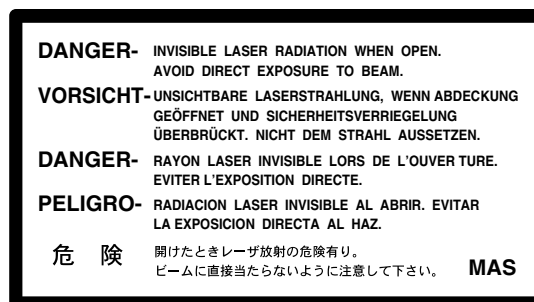 DANGER- INVISIBLE LASER RADIATION WHEN OPEN.
AVOID DIRECT EXPOSURE TO BEAM.
VORSICHT- UNSICHTBARE LASERSTRAHLUNG, WENN ABDECKUNG
GEÖFFNET UND SICHERHEITSVERRIEGELUNG
ÜBERBRÜCKT. NICHT DEM STRAHL AUSSETZEN.
DANGER- RAYON LASER INVISIBLE LORS DE L'OUVER TURE.
EVITER L'EXPOSITION DIRECTE.
PELIGRO- RADIACION LASER INVISIBLE AL ABRIR. EVITAR
LA EXPOSICION DIRECTA AL HAZ.
危 険 開けたときレーザ放射の危険有り。
ビームに直接当たらないように注意して下さい。 MAS